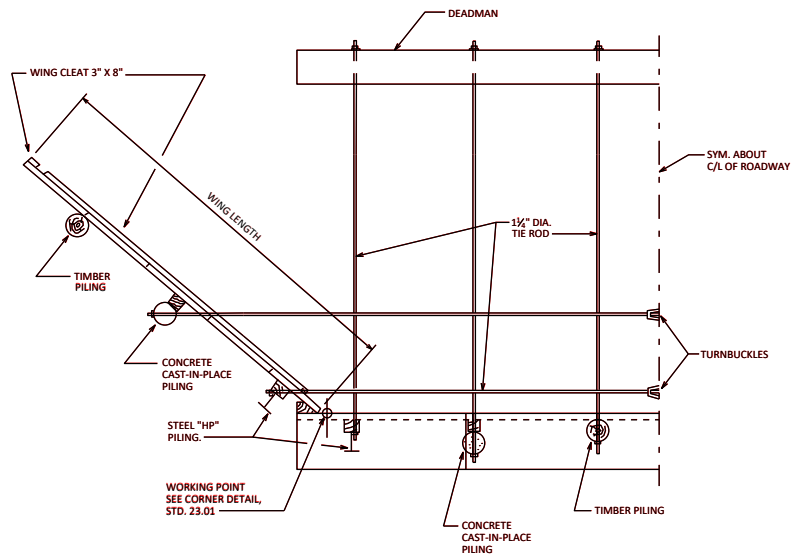 DEADMAN
WING CLEAT 3" X 8"
SYM. ABOUT
C/L OF ROADWAY
WING LENGTH
1¼" DIA.
TIE ROD
TIMBER
PILING
TURNBUCKLES
CONCRETE
CAST-IN-PLACE
PILING
STEEL "HP"
PILING.
WORKING POINT
SEE CORNER DETAIL,
STD. 23.01
TIMBER PILING
CONCRETE
CAST-IN-PLACE
PILING